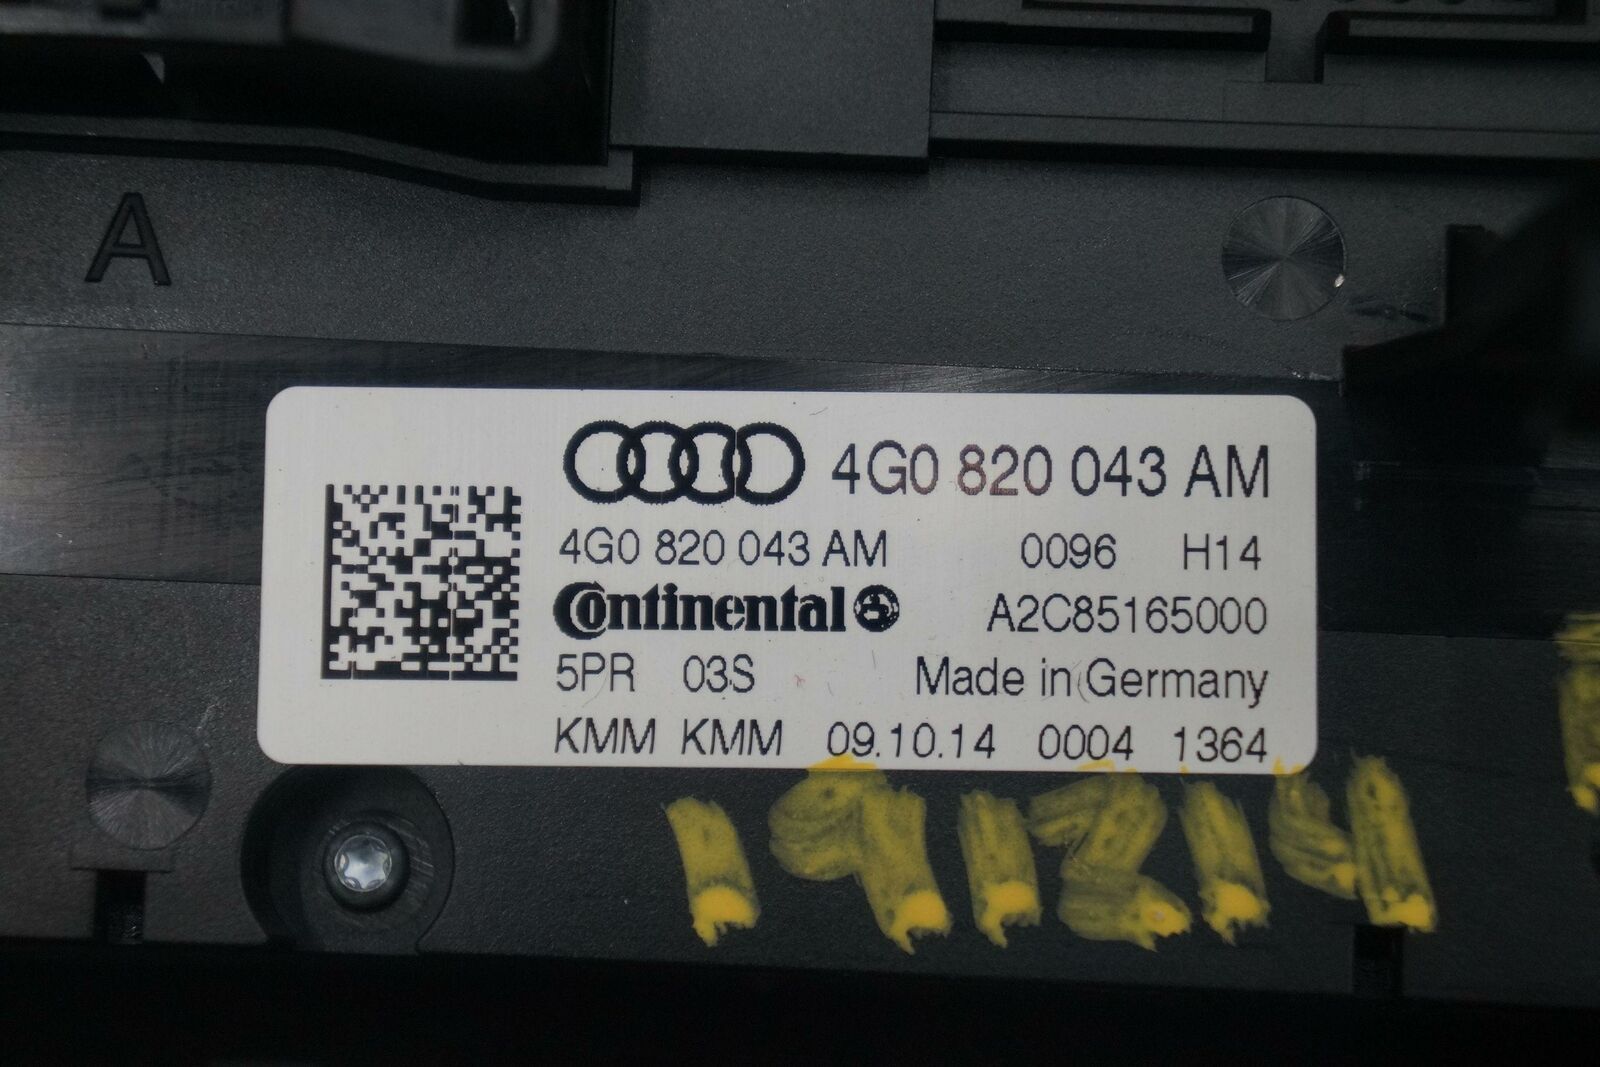 A
4G0 820 043 AM
4G0 820 043 AM 0096 H14
Continental A2C85165000
5PR 03S Made in Germany
KMM KMM 09.10.14 0004 1364
191214